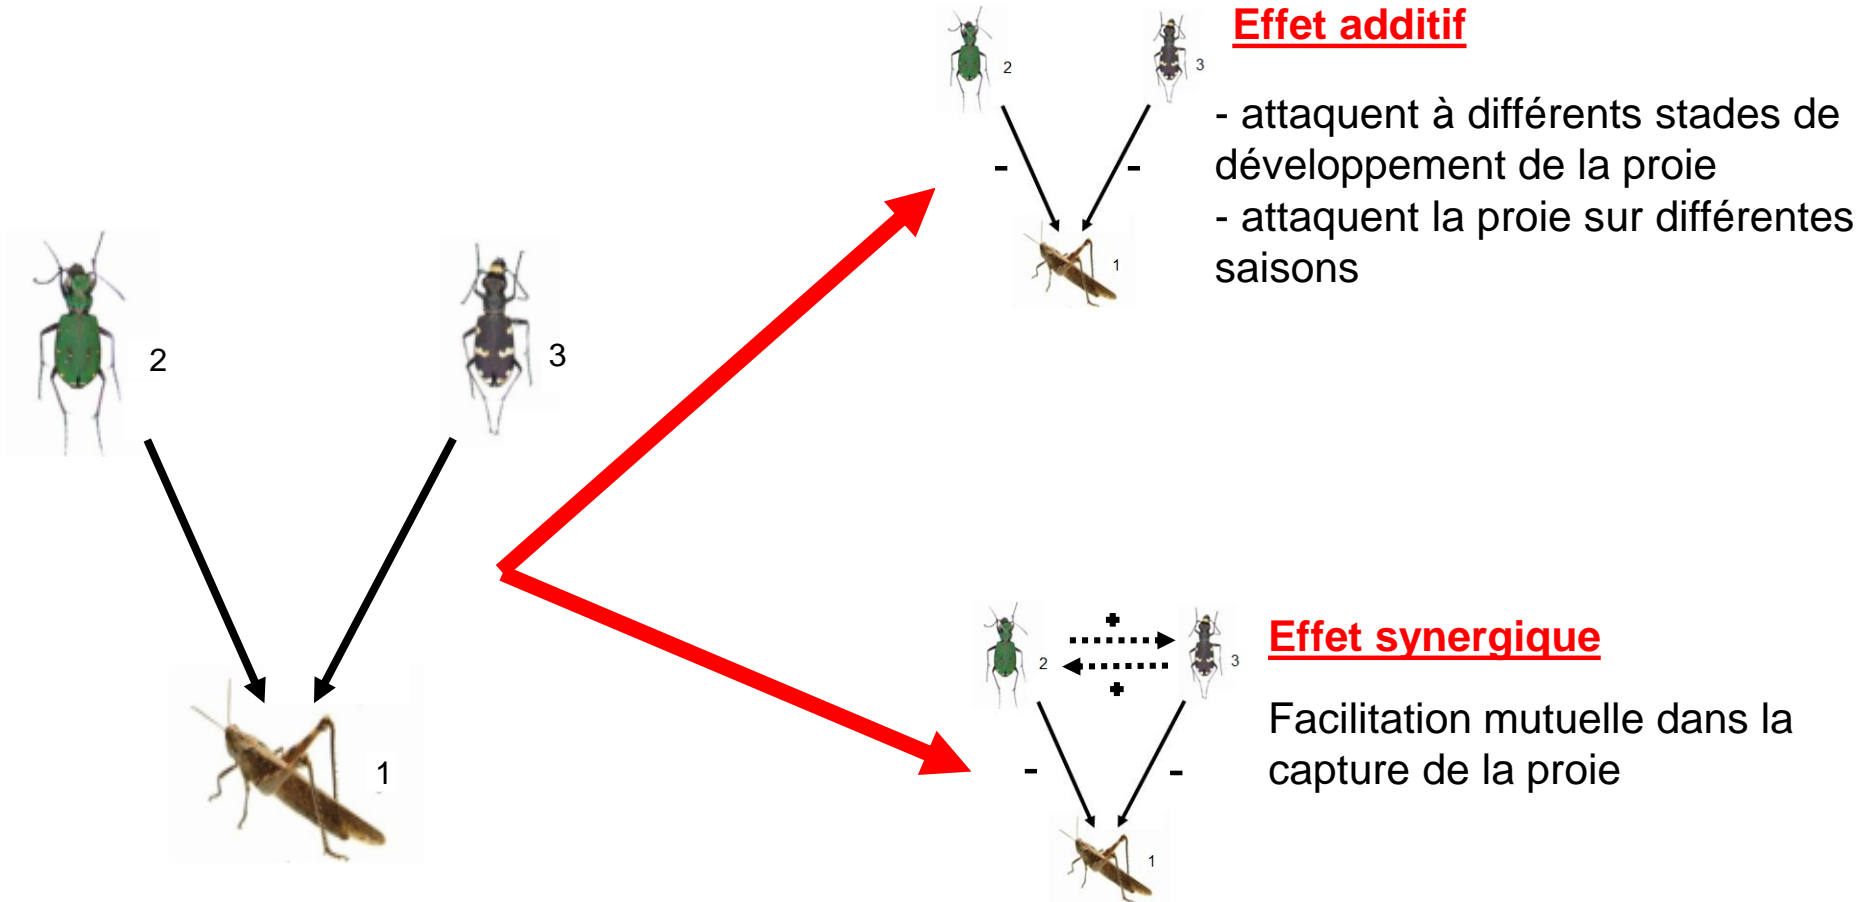 2
3
1
2
3
-
-
1
Effet additif
- attaquent à différents stades de
développement de la proie
- attaquent la proie sur différentes
saisons
+
2
3
+
-
-
1
Effet synergique
Facilitation mutuelle dans la
capture de la proie